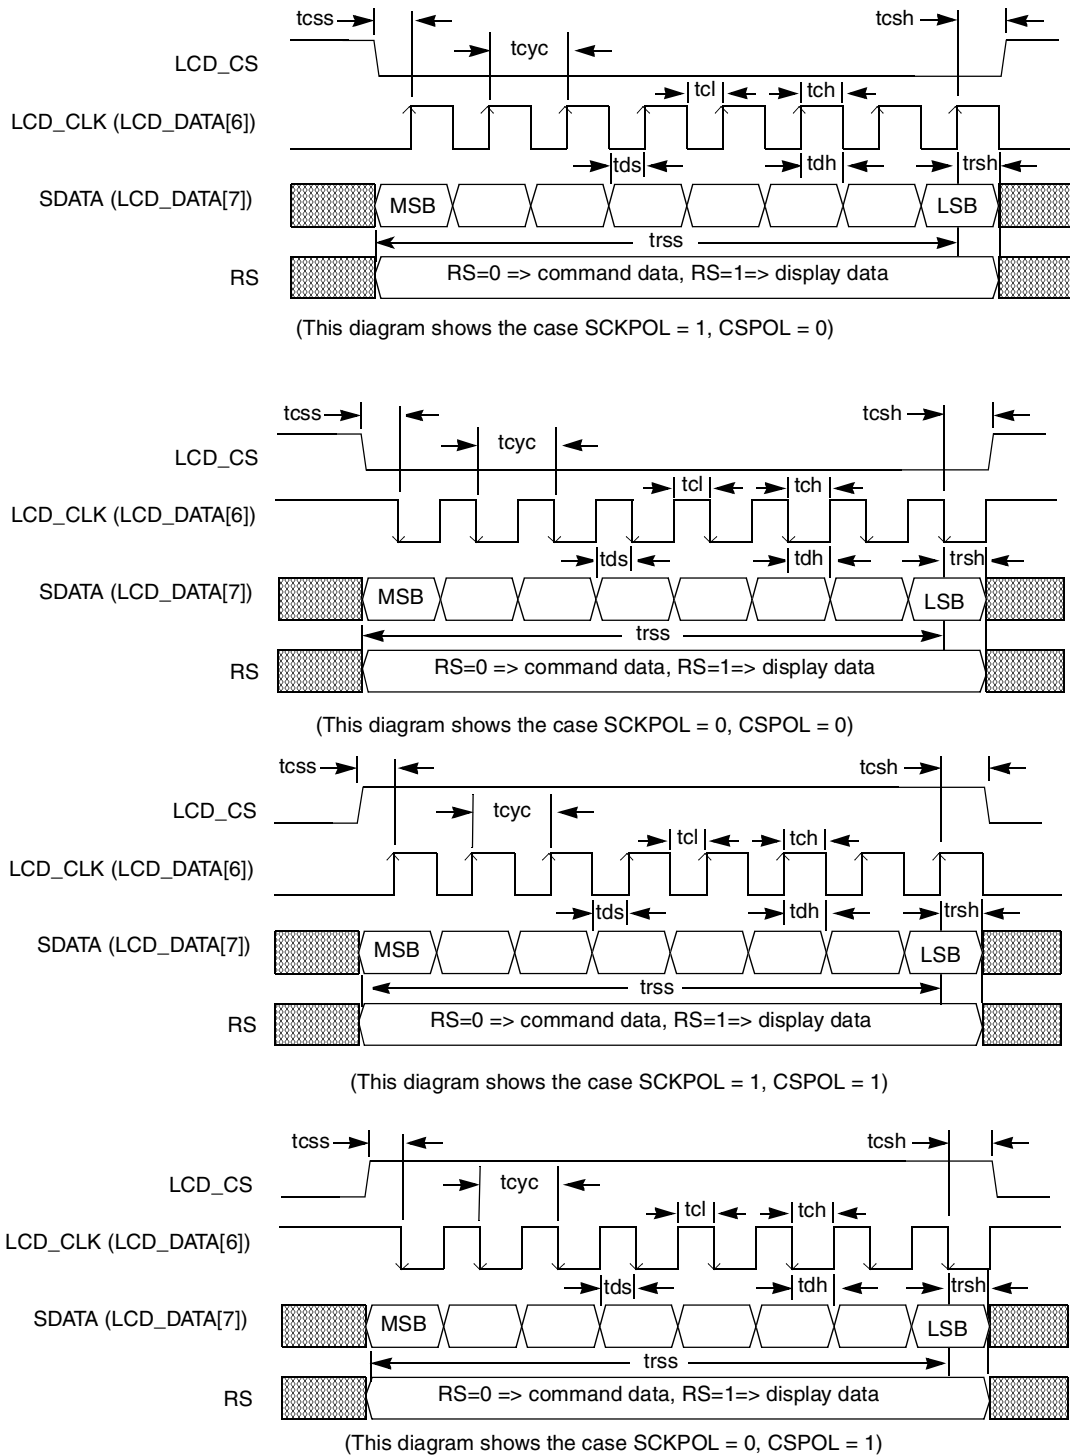 tcss
tcsh
LCD_CS
tcyc
tcl
tch
LCD_CLK (LCD_DATA[6])
tds
tdh
trsh
SDATA (LCD_DATA[7])
MSB
LSB
trss
RS
RS=0 => command data, RS=1=> display data
(This diagram shows the case SCKPOL = 1, CSPOL = 0)
tcss
tcsh
LCD_CS
tcyc
tcl
tch
LCD_CLK (LCD_DATA[6])
tds
tdh
trsh
SDATA (LCD_DATA[7])
MSB
LSB
trss
RS
RS=0 => command data, RS=1=> display data
(This diagram shows the case SCKPOL = 0, CSPOL = 0)
tcss
tcsh
LCD_CS
tcyc
tcl
tch
LCD_CLK (LCD_DATA[6])
tds
tdh
trsh
SDATA (LCD_DATA[7])
MSB
LSB
trss
RS
RS=0 => command data, RS=1=> display data
(This diagram shows the case SCKPOL = 1, CSPOL = 1)
tcss
tcsh
LCD_CS
tcyc
tcl
tch
LCD_CLK (LCD_DATA[6])
tds
tdh
trsh
SDATA (LCD_DATA[7])
MSB
LSB
trss
RS
RS=0 => command data, RS=1=> display data
(This diagram shows the case SCKPOL = 0, CSPOL = 1)